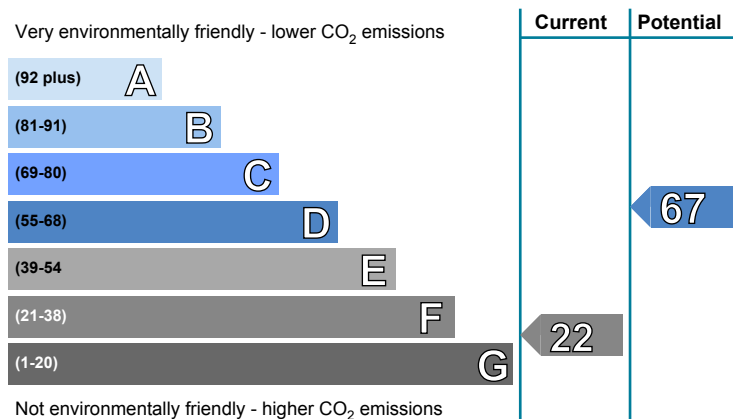 Very environmentally friendly - lower CO₂ emissions
Current
Potential
(92 plus) A
(81-91) B
(69-80) C
(55-68) D
(39-54 E
(21-38) F
(1-20) G
67
22
Not environmentally friendly - higher CO₂ emissions